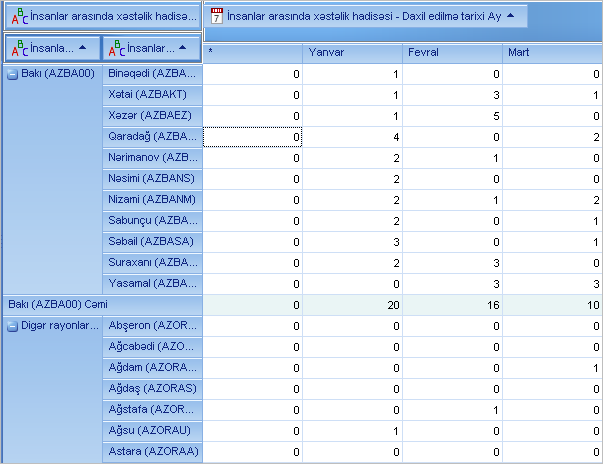 İnsanlar arasında xəstəlik hadisə... İnsanlar arasında xəstəlik hadisəsi - Daxil edilmə tarixi Ay
İnsanla... İnsanlar... * Yanvar Fevral Mart
Bakı (AZBA00) Binəqədi (AZBA... 0 1 0 0
Xətai (AZBAKT) 0 1 3 1
Xəzər (AZBAEZ) 0 1 5 0
Qaradağ (AZBA... 0 4 0 2
Nərimanov (AZB... 0 2 1 0
Nəsimi (AZBANS) 0 2 0 0
Nizami (AZBANM) 0 2 1 2
Sabunçu (AZBA... 0 2 0 1
Səbail (AZBASA) 0 3 0 1
Suraxanı (AZBA... 0 2 3 0
Yasamal (AZBA... 0 0 3 3
Bakı (AZBA00) Cəmi 0 20 16 10
Digər rayonlar... Abşeron (AZOR... 0 0 0 0
Ağcabədi (AZO... 0 0 0 0
Ağdam (AZORA... 0 0 0 1
Ağdaş (AZORAS) 0 0 0 0
Ağstafa (AZOR... 0 0 1 0
Ağsu (AZORAU) 0 1 0 0
Astara (AZORAA) 0 0 0 0